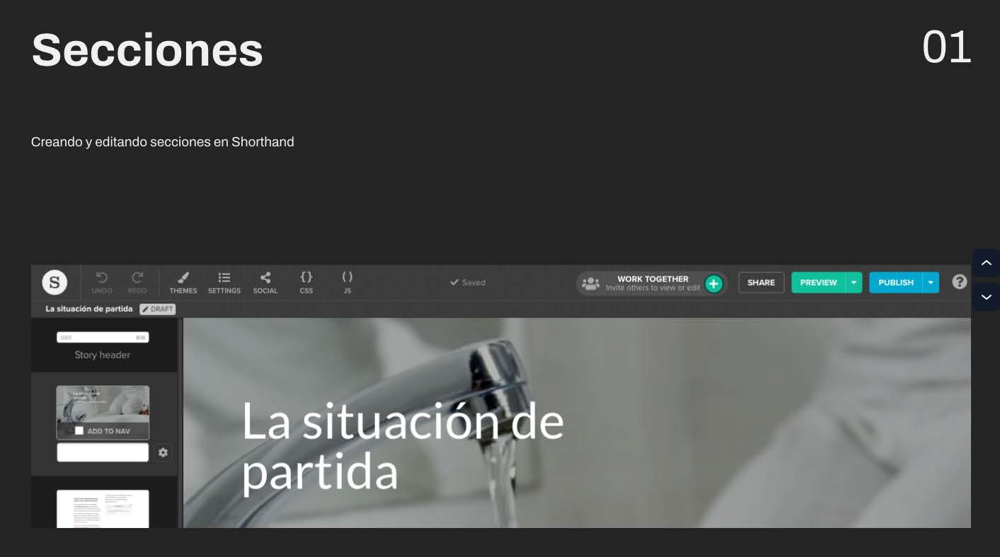 Secciones
01
Creando y editando secciones en Shorthand
S
UNDO
REDO
THEMES
SETTINGS
SOCIAL
{} CSS
() JS
Saved
WORK TOGETHER
Invite others to view or edit
SHARE
PREVIEW
PUBLISH
?
La situación de partida
DRAFT
Story header
ADD TO NAV
La situación de
partida